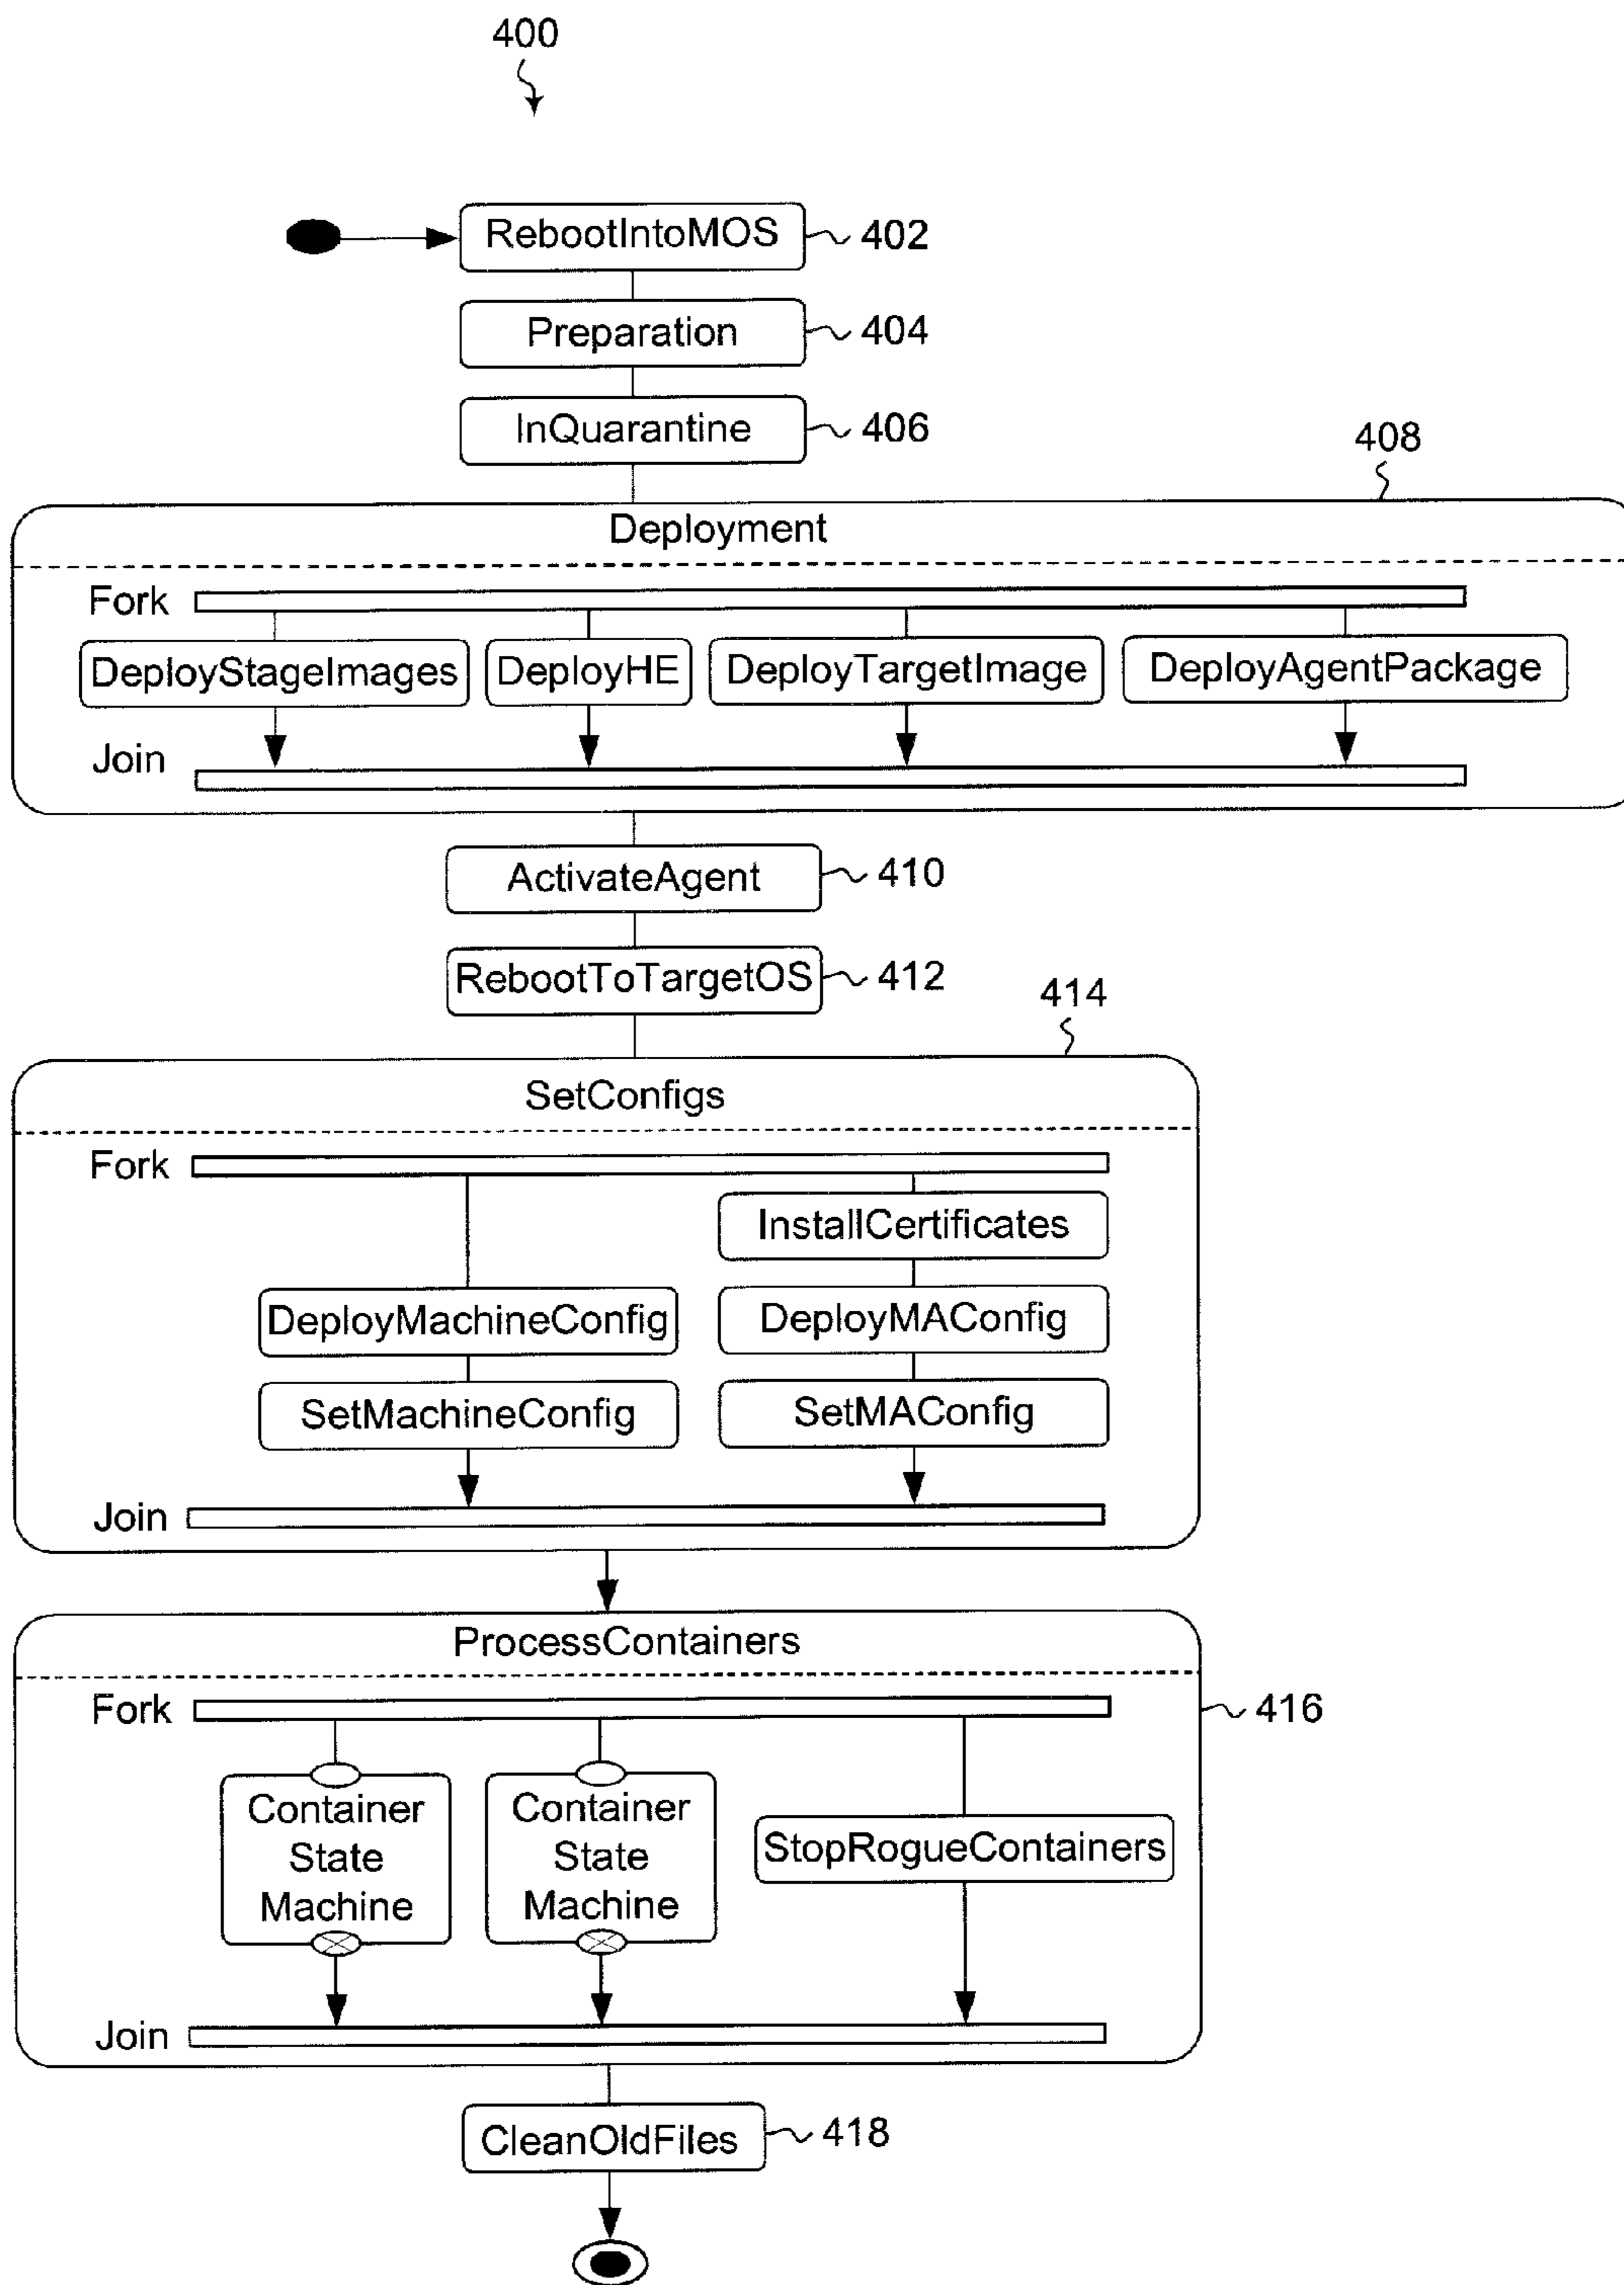 400
RebootIntoMOS 402
Preparation 404
InQuarantine 406
408
Deployment
Fork
DeployStageImages DeployHE DeployTargetImage DeployAgentPackage
Join
ActivateAgent 410
RebootToTargetOS 412
414
SetConfigs
Fork
InstallCertificates
DeployMachineConfig DeployMAConfig
SetMachineConfig SetMAConfig
Join
ProcessContainers
Fork
416
Container
State
Machine
Container
State
Machine
StopRogueContainers
Join
CleanOldFiles 418